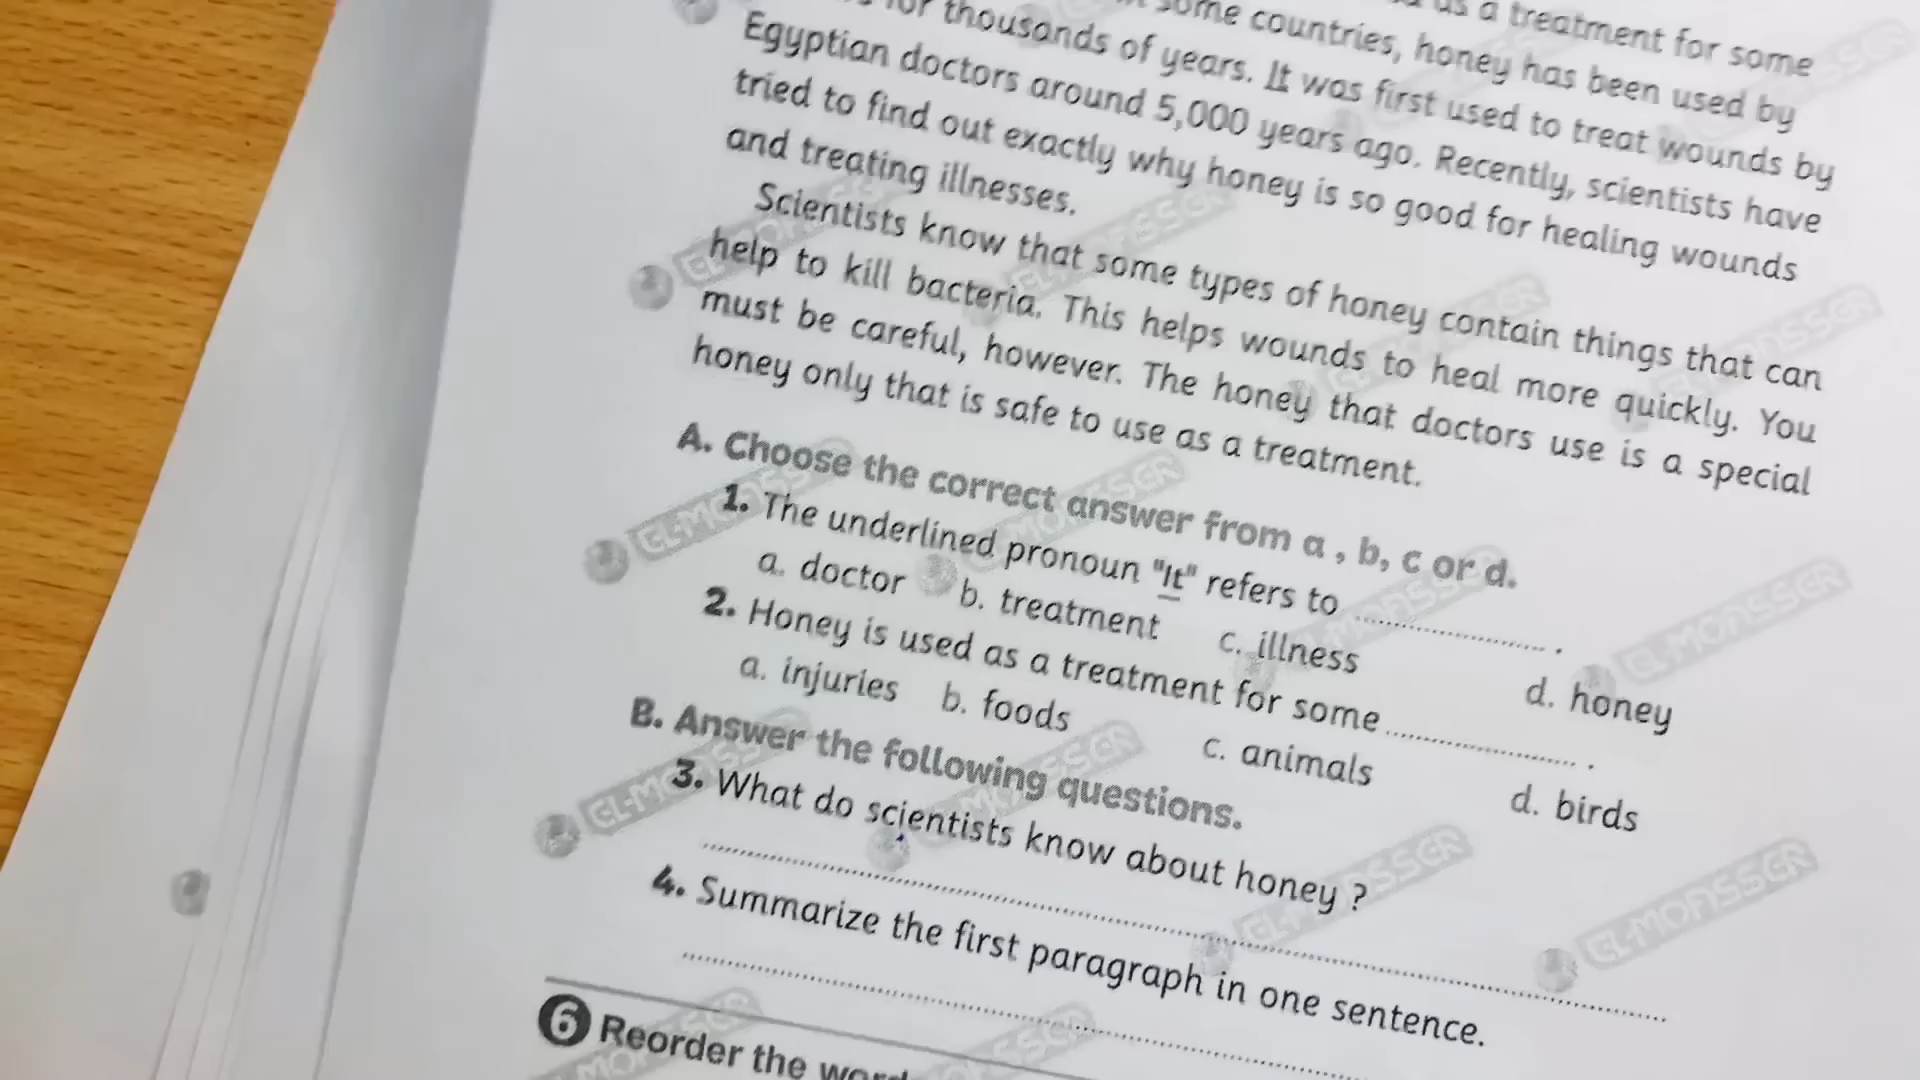 as a treatment for some
for thousands of years. In some countries, honey has been used by
Egyptian doctors around 5,000 years ago. It was first used to treat wounds by
tried to find out exactly why honey is so good for healing wounds
and treating illnesses.
Scientists know that some types of honey contain things that can
help to kill bacteria. This helps wounds to heal more quickly. You
must be careful, however. The honey that doctors use is a special
honey only that is safe to use as a treatment.
A. Choose the correct answer from a , b, c or d.
1. The underlined pronoun "It" refers to .................... .
a. doctor b. treatment c. illness d. honey
2. Honey is used as a treatment for some .................... .
a. injuries b. foods c. animals d. birds
B. Answer the following questions.
3. What do scientists know about honey ?
4. Summarize the first paragraph in one sentence.
6 Reorder the